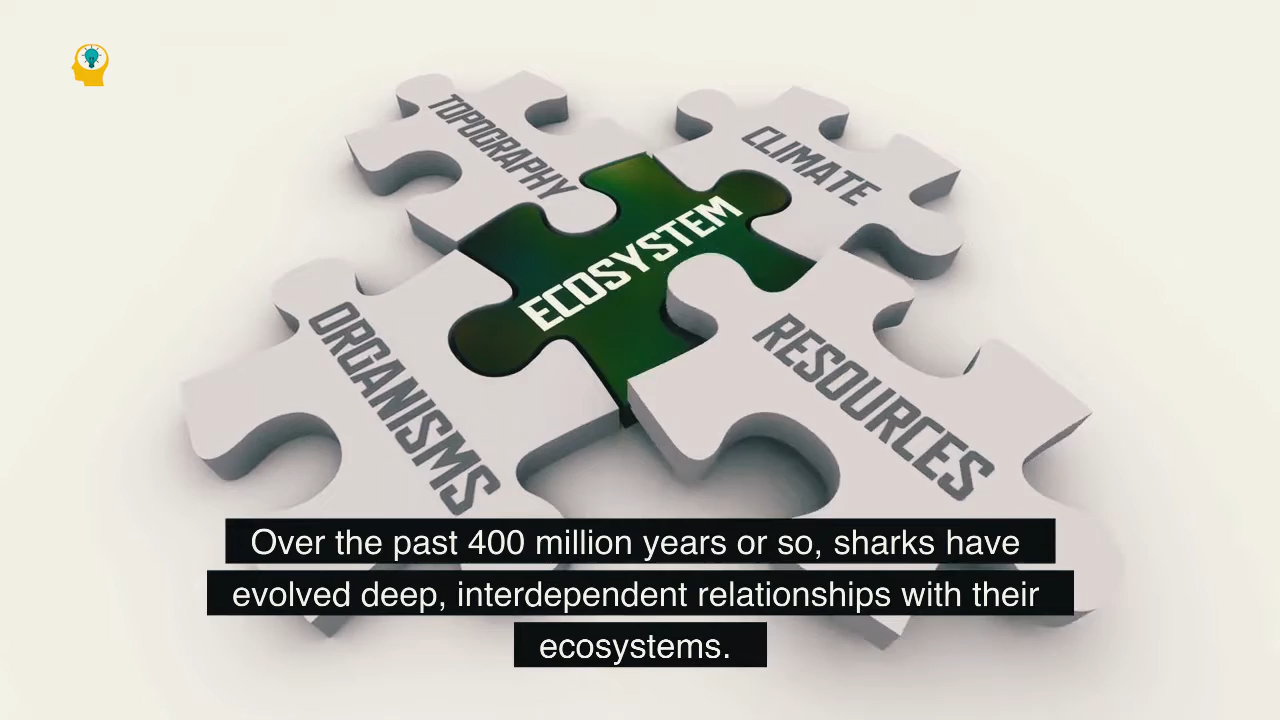 TOPOGRAPHY
CLIMATE
ECOSYSTEM
ORGANISMS
RESOURCES
Over the past 400 million years or so, sharks have
evolved deep, interdependent relationships with their
ecosystems.